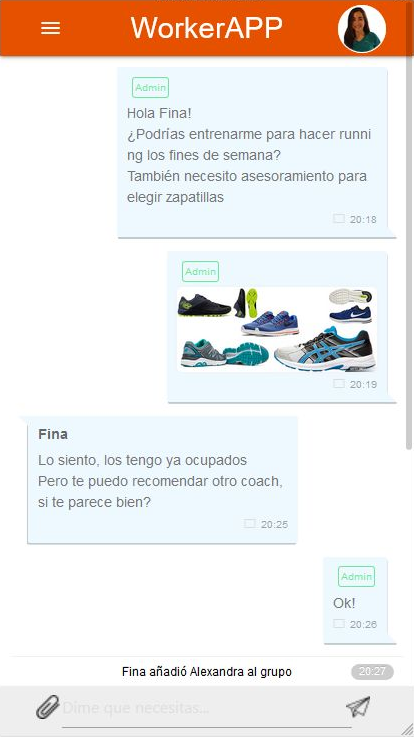 WorkerAPP
Admin
Hola Fina!
¿Podrías entrenarme para hacer runni
ng los fines de semana?
También necesito asesoramiento para
elegir zapatillas
20:18
Admin
20:19
Fina
Lo siento, los tengo ya ocupados
Pero te puedo recomendar otro coach,
si te parece bien?
20:25
Admin
Ok!
20:26
Fina añadió Alexandra al grupo
20:27
Dime que necesitas...